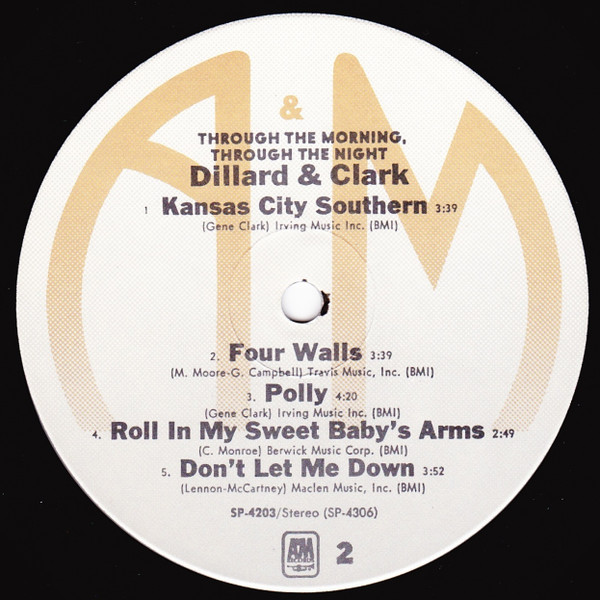 A&M
THROUGH THE MORNING,
THROUGH THE NIGHT
Dillard & Clark
1 Kansas City Southern 3:39
(Gene Clark) Irving Music Inc. (BMI)
2. Four Walls 3:39
(M. Moore-G. Campbell) Travis Music, Inc. (BMI)
3. Polly 4:20
(Gene Clark) Irving Music Inc. (BMI)
4. Roll In My Sweet Baby's Arms 2:49
(C. Monroe) Berwick Music Corp. (BMI)
5. Don't Let Me Down 3:52
(Lennon-McCartney) Maclen Music, Inc. (BMI)
SP-4203/Stereo (SP-4306)
A&M
RECORDS
2